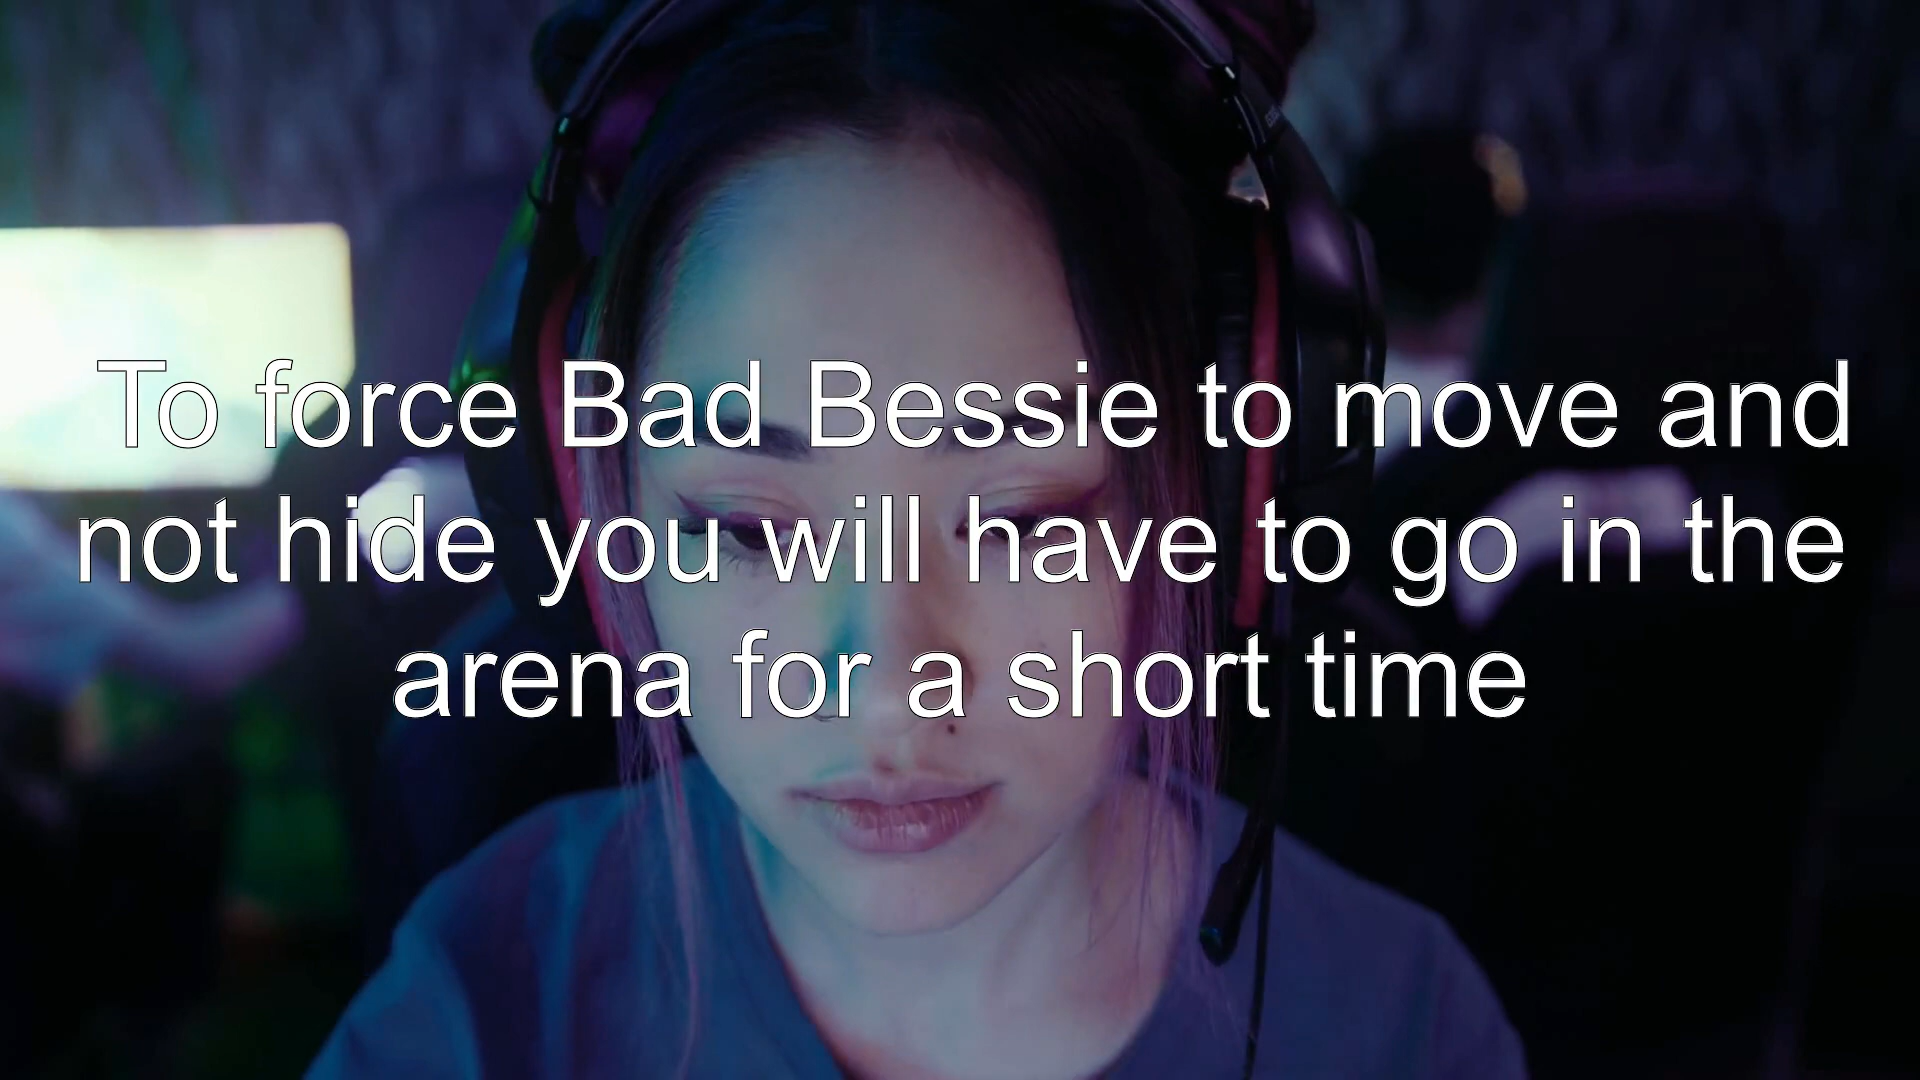 To force Bad Bessie to move and
not hide you will have to go in the
arena for a short time